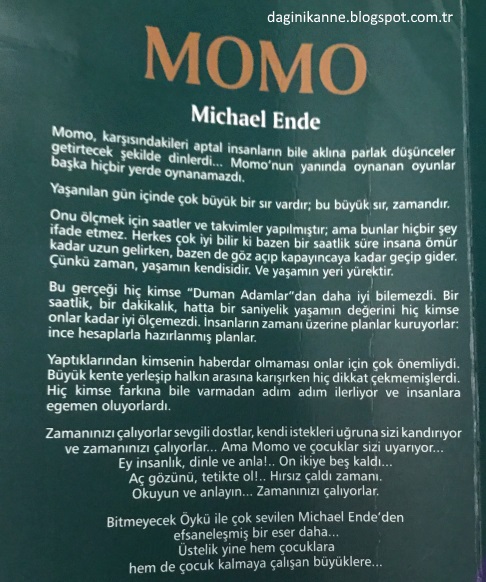 daginikanne.blogspot.com.tr
MOMO
Michael Ende
Momo, karşısındakileri aptal insanların bile aklına parlak düşünceler
getirtecek şekilde dinlerdi... Momo'nun yanında oynanan oyunlar
başka hiçbir yerde oynanamazdı.
Yaşanılan gün içinde çok büyük bir sır vardır; bu büyük sır, zamandır.
Onu ölçmek için saatler ve takvimler yapılmıştır; ama bunlar hiçbir şey
ifade etmez. Herkes çok iyi bilir ki bazen bir saatlik süre insana ömür
kadar uzun gelirken, bazen de göz açıp kapayıncaya kadar geçip gider.
Çünkü zaman, yaşamın kendisidir. Ve yaşamın yeri yürektir.
Bu gerçeği hiç kimse "Duman Adamlar"dan daha iyi bilemezdi. Bir
saatlik, bir dakikalık, hatta bir saniyelik yaşamın değerini hiç kimse
onlar kadar iyi ölçemezdi. İnsanların zamanı üzerine planlar kuruyorlar:
ince hesaplarla hazırlanmış planlar.
Yaptıklarından kimsenin haberdar olmaması onlar için çok önemliydi.
Büyük kente yerleşip halkın arasına karışırken hiç dikkat çekmemişlerdi.
Hiç kimse farkına bile varmadan adım adım ilerliyor ve insanlara
egemen oluyorlardı.
Zamanınızı çalıyorlar sevgili dostlar, kendi istekleri uğruna sizi kandırıyor
ve zamanınızı çalıyorlar... Ama Momo ve çocuklar sizi uyarıyor...
Ey insanlık, dinle ve anla!.. On ikiye beş kaldı...
Aç gözünü, tetikte ol!.. Hırsız çaldı zamanı.
Okuyun ve anlayın... Zamanınızı çalıyorlar.
Bitmeyecek Öykü ile çok sevilen Michael Ende'den
efsaneleşmiş bir eser daha...
Üstelik yine hem çocuklara
hem de çocuk kalmaya çalışan büyüklere...